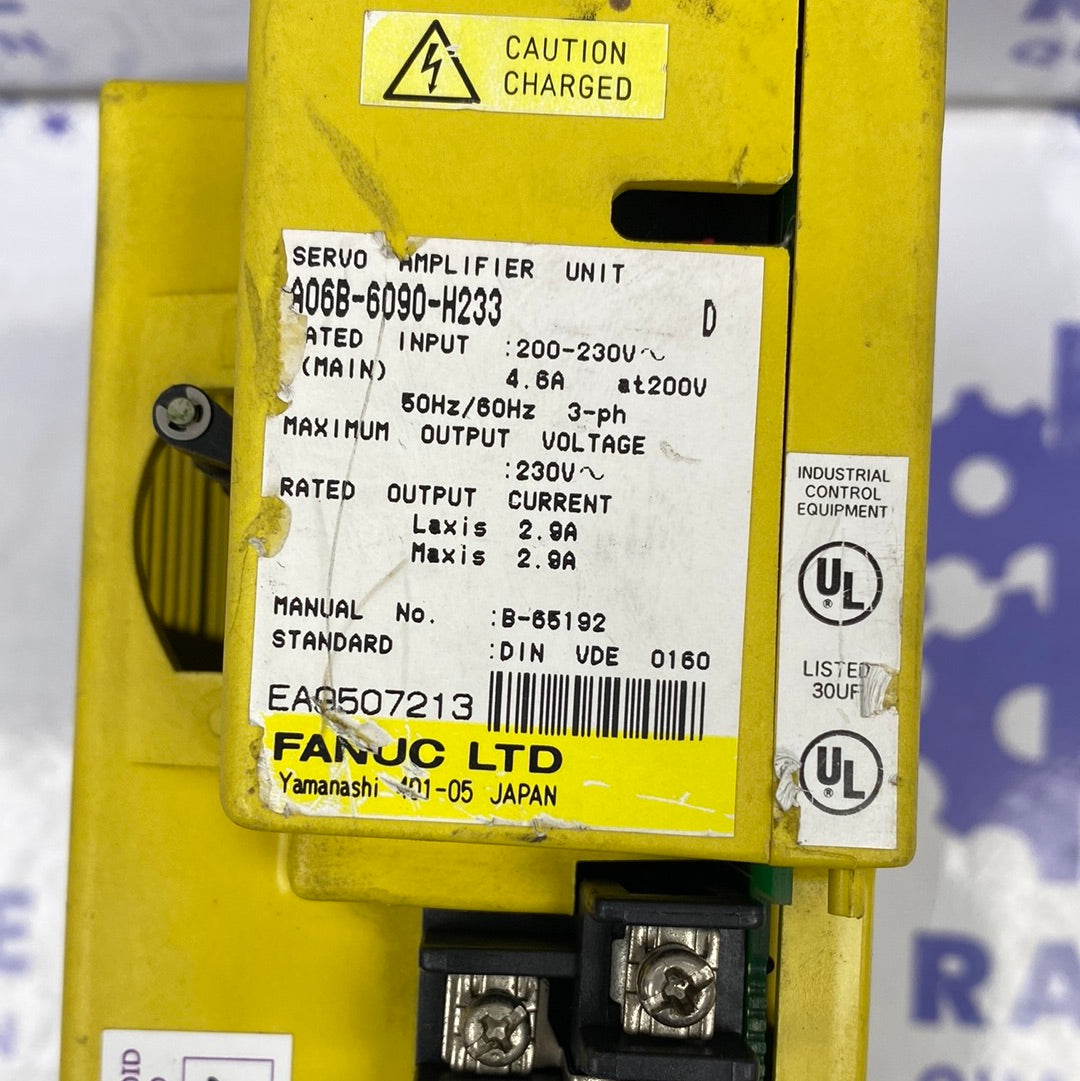 CAUTION
CHARGED
SERVO AMPLIFIER UNIT
A06B-6090-H233 D
RATED INPUT :200-230V~
(MAIN) 4.6A at200V
50Hz/60Hz 3-ph
MAXIMUM OUTPUT VOLTAGE
:230V~
RATED OUTPUT CURRENT
Laxis 2.9A
Maxis 2.9A
MANUAL No. :B-65192
STANDARD :DIN VDE 0160
EA9507213
FANUC LTD
Yamanashi 401-05 JAPAN
INDUSTRIAL
CONTROL
EQUIPMENT
UL
®
LISTED
30UF
UL
®